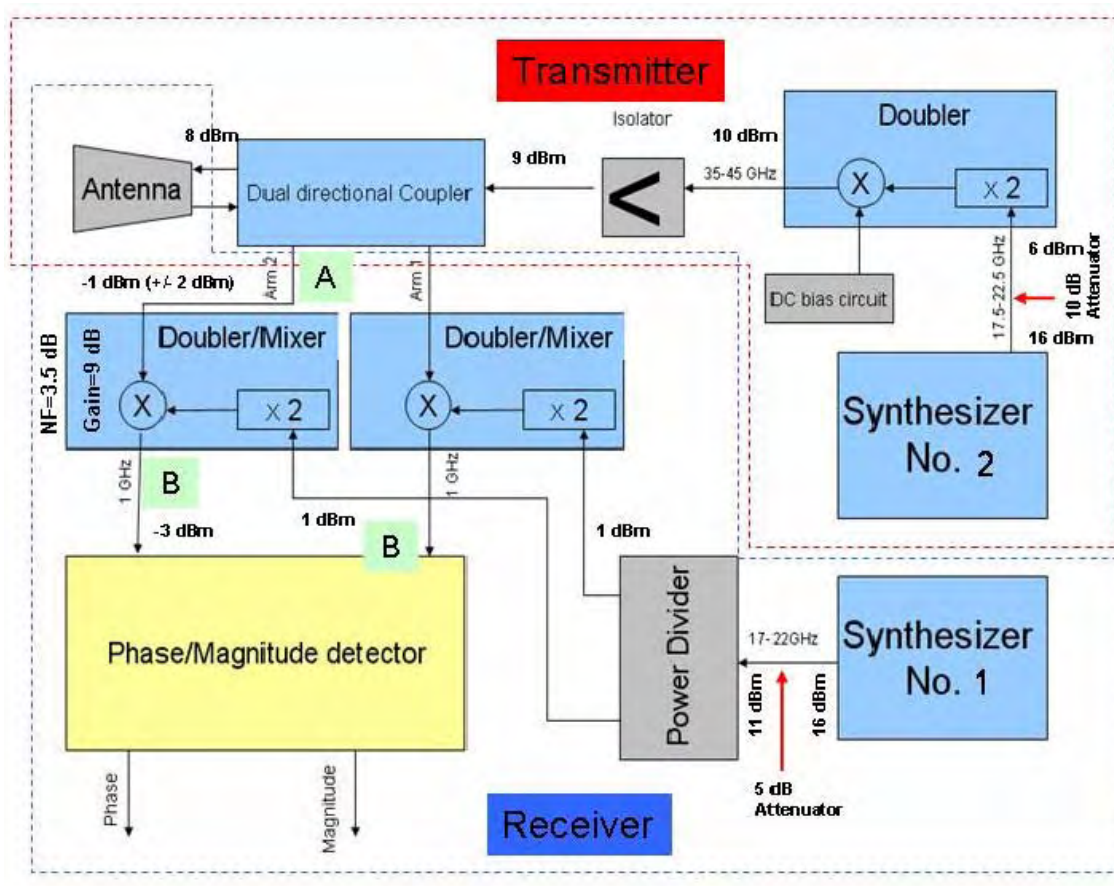 Transmitter
Isolator
Doubler
8 dBm
10 dBm
9 dBm
35-45 GHz
X
x 2
Antenna
Dual directional Coupler
<
6 dBm
17.5-22.5 GHz
10 dB
Attenuator
16 dBm
DC bias circuit
-1 dBm (+/- 2 dBm)
Arm 2
A
Arm 1
Doubler/Mixer
Doubler/Mixer
NF=3.5 dB
Gain=9 dB
X
x 2
X
x 2
Synthesizer
No. 2
1 GHz
B
1 GHz
-3 dBm
1 dBm
B
1 dBm
Phase/Magnitude detector
Power Divider
17-22GHz
11 dBm
16 dBm
Synthesizer
No. 1
5 dB
Attenuator
Phase
Magnitude
Receiver